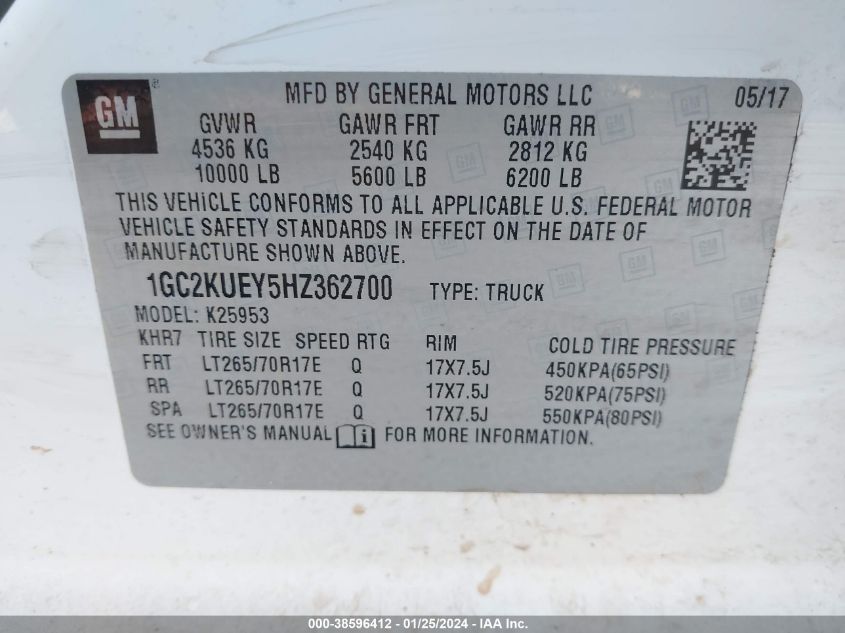 GM ® MFD BY GENERAL MOTORS LLC 05/17
GVWR GAWR FRT GAWR RR
4536 KG 2540 KG 2812 KG
10000 LB 5600 LB 6200 LB
THIS VEHICLE CONFORMS TO ALL APPLICABLE U.S. FEDERAL MOTOR
VEHICLE SAFETY STANDARDS IN EFFECT ON THE DATE OF
MANUFACTURE SHOWN ABOVE.
1GC2KUEY5HZ362700 TYPE: TRUCK
MODEL: K25953
KHR7 TIRE SIZE SPEED RTG RIM COLD TIRE PRESSURE
FRT LT265/70R17E Q 17X7.5J 450KPA(65PSI)
RR LT265/70R17E Q 17X7.5J 520KPA(75PSI)
SPA LT265/70R17E Q 17X7.5J 550KPA(80PSI)
SEE OWNER'S MANUAL i FOR MORE INFORMATION.
000-38596412 - 01/25/2024 - IAA Inc.